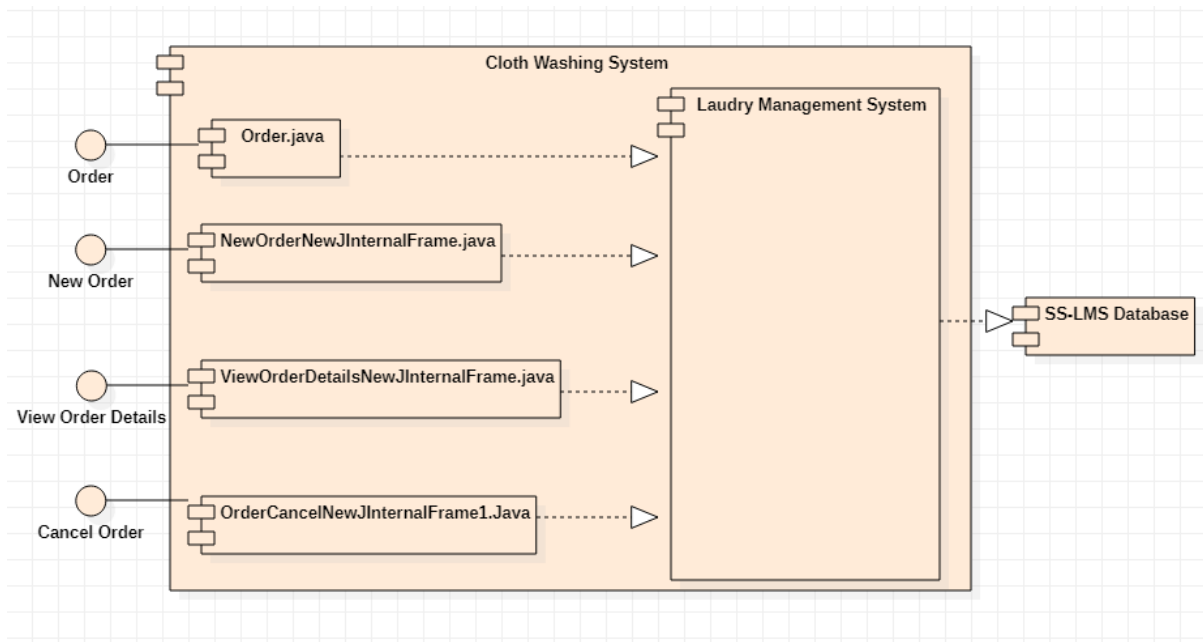 Cloth Washing System
Laudry Management System
Order.java
Order
NewOrderNewJInternalFrame.java
New Order
SS-LMS Database
ViewOrderDetailsNewJInternalFrame.java
View Order Details
OrderCancelNewJInternalFrame1.Java
Cancel Order